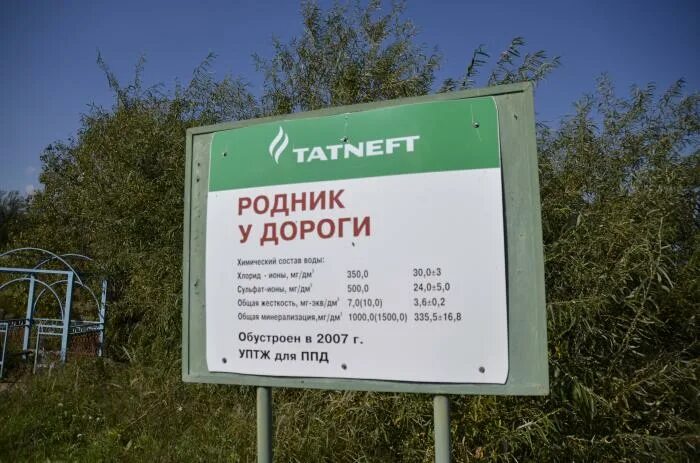 TATNEFT
РОДНИК
У ДОРОГИ
Химический состав воды:
Хлорид - ионы, мг/дм³ 350,0 30,0±3
Сульфат-ионы, мг/дм³ 500,0 24,0±5,0
Общая жесткость, мг-экв/дм³ 7,0(10,0) 3,6±0,2
Общая минерализация,мг/дм³ 1000,0(1500,0) 335,5±16,8
Обустроен в 2007 г.
УПТЖ для ППД